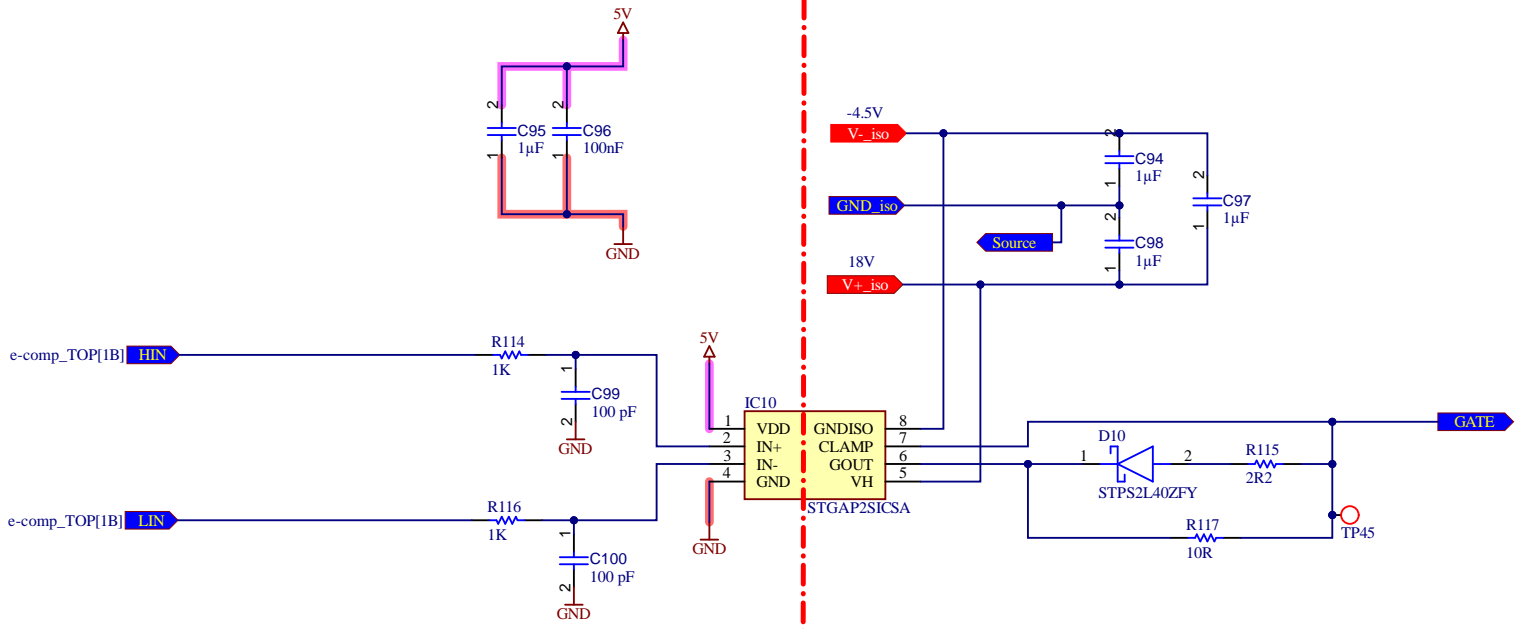 5V
2
2
C95
C96
1µF
100nF
1
1
GND
-4.5V
V-_iso
2
C94
1
1µF
2
C97
1µF
1
GND_iso
2
Source
C98
1µF
1
18V
V+_iso
e-comp_TOP[1B] HIN
R114
1K
1
C99
100 pF
2
GND
5V
IC10
1 VDD GNDISO 8
2 IN+ CLAMP 7
3 IN- GOUT 6
4 GND VH 5
STGAP2SICSA
GND
GATE
D10
1
2
STPS2L40ZFY
R115
2R2
R117
10R
TP45
e-comp_TOP[1B] LIN
R116
1K
1
C100
100 pF
2
GND